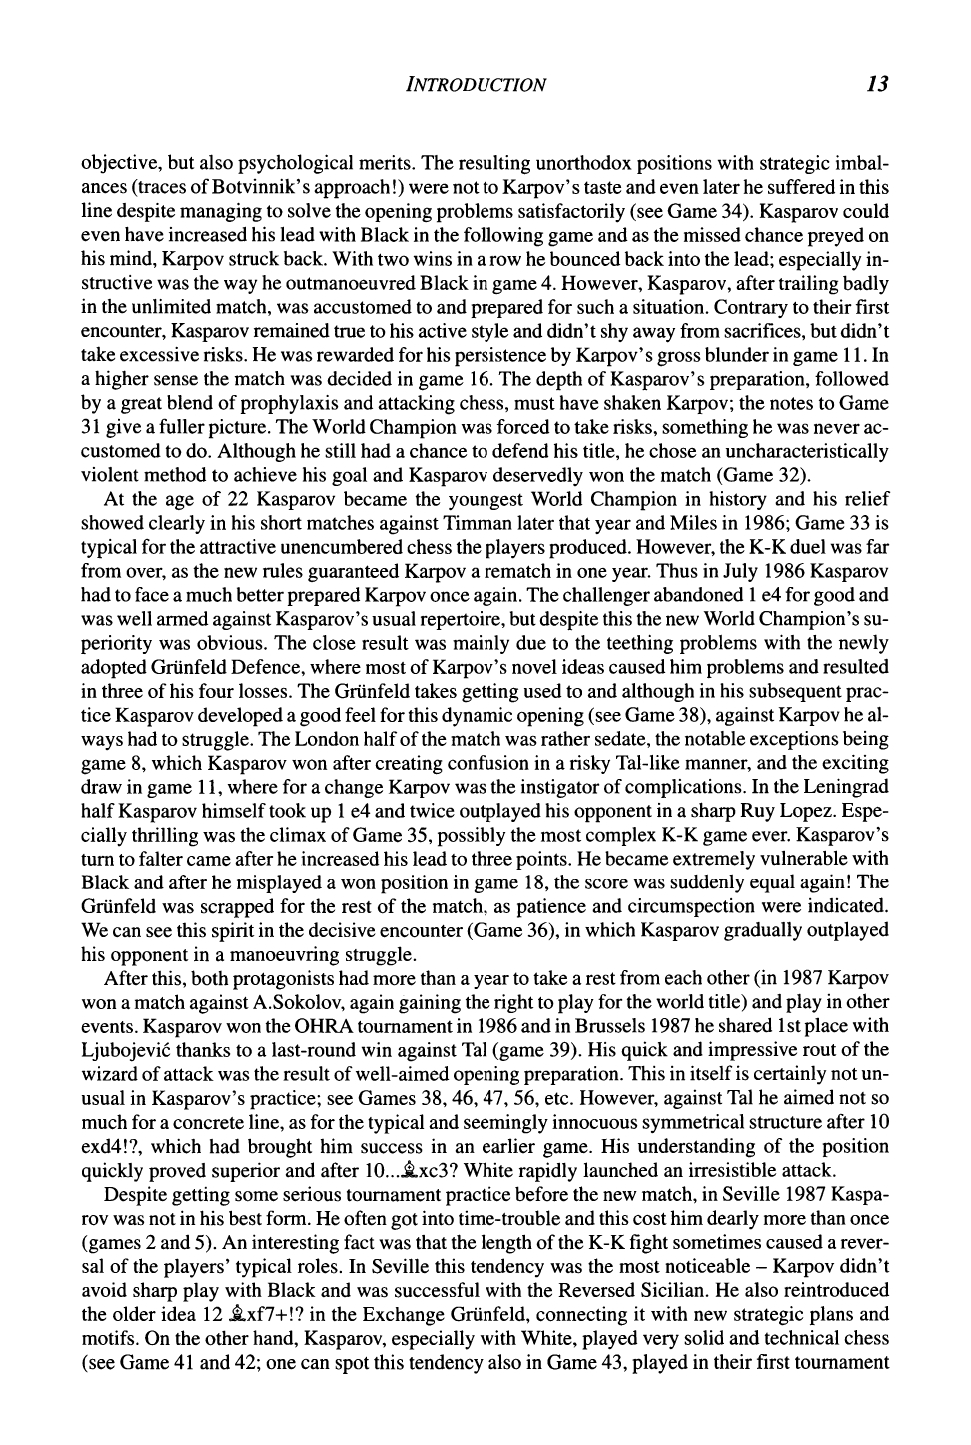 INTRODUCTION 13
objective, but also psychological merits. The resulting unorthodox positions with strategic imbal-
ances (traces of Botvinnik's approach!) were not to Karpov's taste and even later he suffered in this
line despite managing to solve the opening problems satisfactorily (see Game 34). Kasparov could
even have increased his lead with Black in the following game and as the missed chance preyed on
his mind, Karpov struck back. With two wins in a row he bounced back into the lead; especially in-
structive was the way he outmanoeuvred Black in game 4. However, Kasparov, after trailing badly
in the unlimited match, was accustomed to and prepared for such a situation. Contrary to their first
encounter, Kasparov remained true to his active style and didn't shy away from sacrifices, but didn't
take excessive risks. He was rewarded for his persistence by Karpov's gross blunder in game 11. In
a higher sense the match was decided in game 16. The depth of Kasparov's preparation, followed
by a great blend of prophylaxis and attacking chess, must have shaken Karpov; the notes to Game
31 give a fuller picture. The World Champion was forced to take risks, something he was never ac-
customed to do. Although he still had a chance to defend his title, he chose an uncharacteristically
violent method to achieve his goal and Kasparov deservedly won the match (Game 32).
At the age of 22 Kasparov became the youngest World Champion in history and his relief
showed clearly in his short matches against Timman later that year and Miles in 1986; Game 33 is
typical for the attractive unencumbered chess the players produced. However, the K-K duel was far
from over, as the new rules guaranteed Karpov a rematch in one year. Thus in July 1986 Kasparov
had to face a much better prepared Karpov once again. The challenger abandoned 1 e4 for good and
was well armed against Kasparov's usual repertoire, but despite this the new World Champion's su-
periority was obvious. The close result was mainly due to the teething problems with the newly
adopted Grünfeld Defence, where most of Karpov's novel ideas caused him problems and resulted
in three of his four losses. The Grünfeld takes getting used to and although in his subsequent prac-
tice Kasparov developed a good feel for this dynamic opening (see Game 38), against Karpov he al-
ways had to struggle. The London half of the match was rather sedate, the notable exceptions being
game 8, which Kasparov won after creating confusion in a risky Tal-like manner, and the exciting
draw in game 11, where for a change Karpov was the instigator of complications. In the Leningrad
half Kasparov himself took up 1 e4 and twice outplayed his opponent in a sharp Ruy Lopez. Espe-
cially thrilling was the climax of Game 35, possibly the most complex K-K game ever. Kasparov's
turn to falter came after he increased his lead to three points. He became extremely vulnerable with
Black and after he misplayed a won position in game 18, the score was suddenly equal again! The
Grünfeld was scrapped for the rest of the match, as patience and circumspection were indicated.
We can see this spirit in the decisive encounter (Game 36), in which Kasparov gradually outplayed
his opponent in a manoeuvring struggle.
After this, both protagonists had more than a year to take a rest from each other (in 1987 Karpov
won a match against A.Sokolov, again gaining the right to play for the world title) and play in other
events. Kasparov won the OHRA tournament in 1986 and in Brussels 1987 he shared 1st place with
Ljubojević thanks to a last-round win against Tal (game 39). His quick and impressive rout of the
wizard of attack was the result of well-aimed opening preparation. This in itself is certainly not un-
usual in Kasparov's practice; see Games 38, 46, 47, 56, etc. However, against Tal he aimed not so
much for a concrete line, as for the typical and seemingly innocuous symmetrical structure after 10
exd4!?, which had brought him success in an earlier game. His understanding of the position
quickly proved superior and after 10...♗xc3? White rapidly launched an irresistible attack.
Despite getting some serious tournament practice before the new match, in Seville 1987 Kaspa-
rov was not in his best form. He often got into time-trouble and this cost him dearly more than once
(games 2 and 5). An interesting fact was that the length of the K-K fight sometimes caused a rever-
sal of the players' typical roles. In Seville this tendency was the most noticeable – Karpov didn't
avoid sharp play with Black and was successful with the Reversed Sicilian. He also reintroduced
the older idea 12 ♗xf7+!? in the Exchange Grünfeld, connecting it with new strategic plans and
motifs. On the other hand, Kasparov, especially with White, played very solid and technical chess
(see Game 41 and 42; one can spot this tendency also in Game 43, played in their first tournament